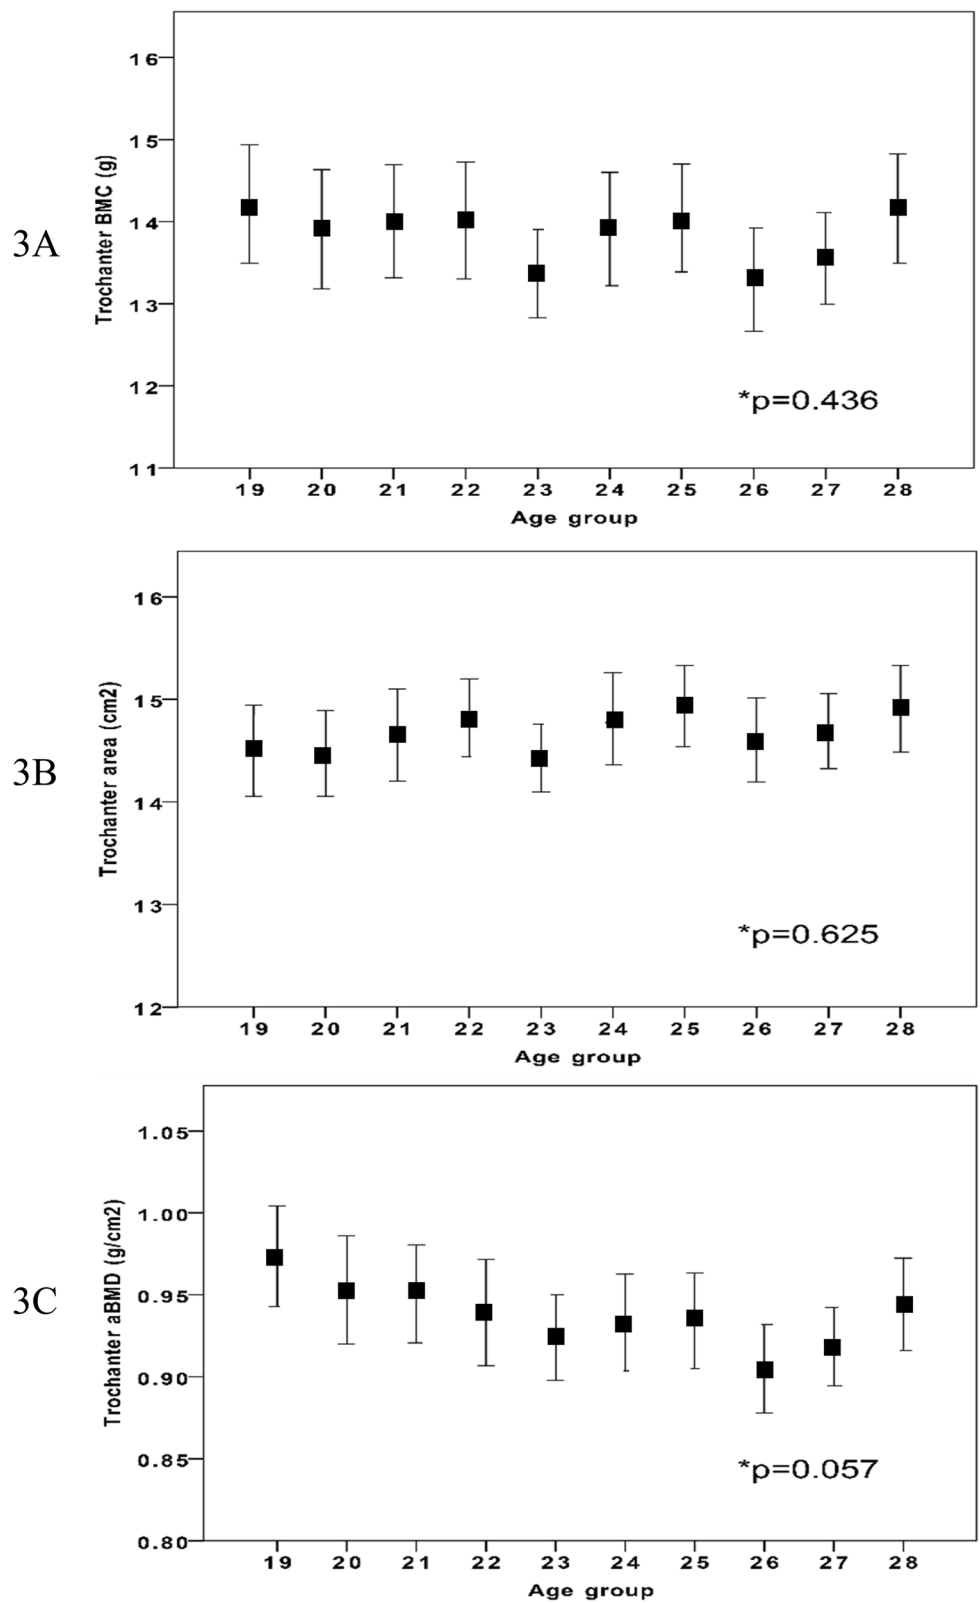 3A
Trochanter BMC (g)
16
15
14
13
12
11
*p=0.436
19 20 21 22 23 24 25 26 27 28
Age group
3B
Trochanter area (cm2)
16
15
14
13
12
*p=0.625
19 20 21 22 23 24 25 26 27 28
Age group
3C
Trochanter aBMD (g/cm2)
1.05
1.00
0.95
0.90
0.85
0.80
*p=0.057
19 20 21 22 23 24 25 26 27 28
Age group